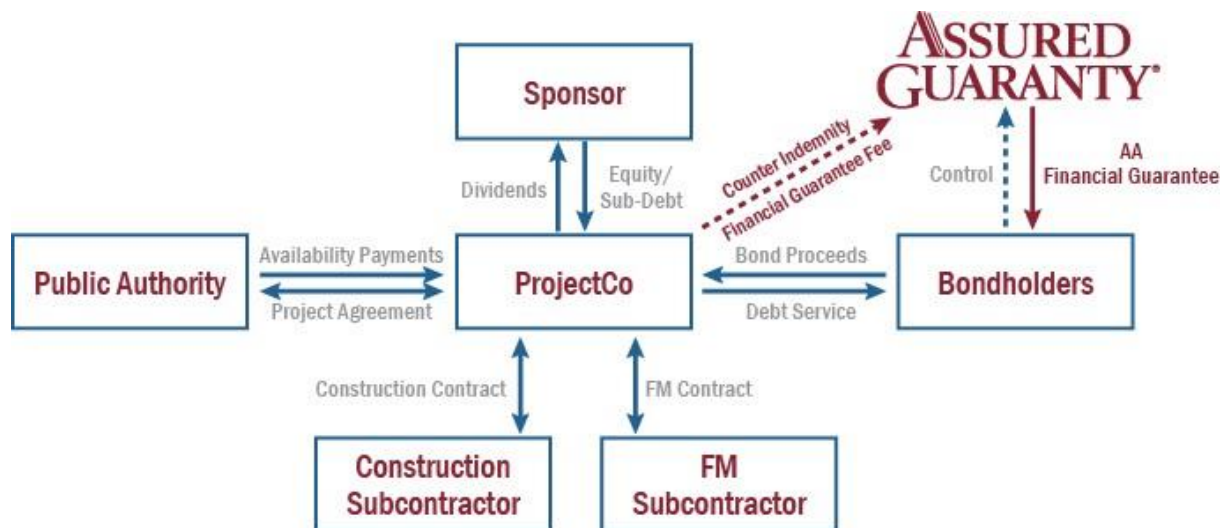 ASSURED
GUARANTY®
Sponsor
Counter Indemnity
Financial Guarantee Fee
Dividends
Equity/
Sub-Debt
Control
AA
Financial Guarantee
Public Authority
Availability Payments
Project Agreement
ProjectCo
Bond Proceeds
Debt Service
Bondholders
Construction Contract
FM Contract
Construction
Subcontractor
FM
Subcontractor